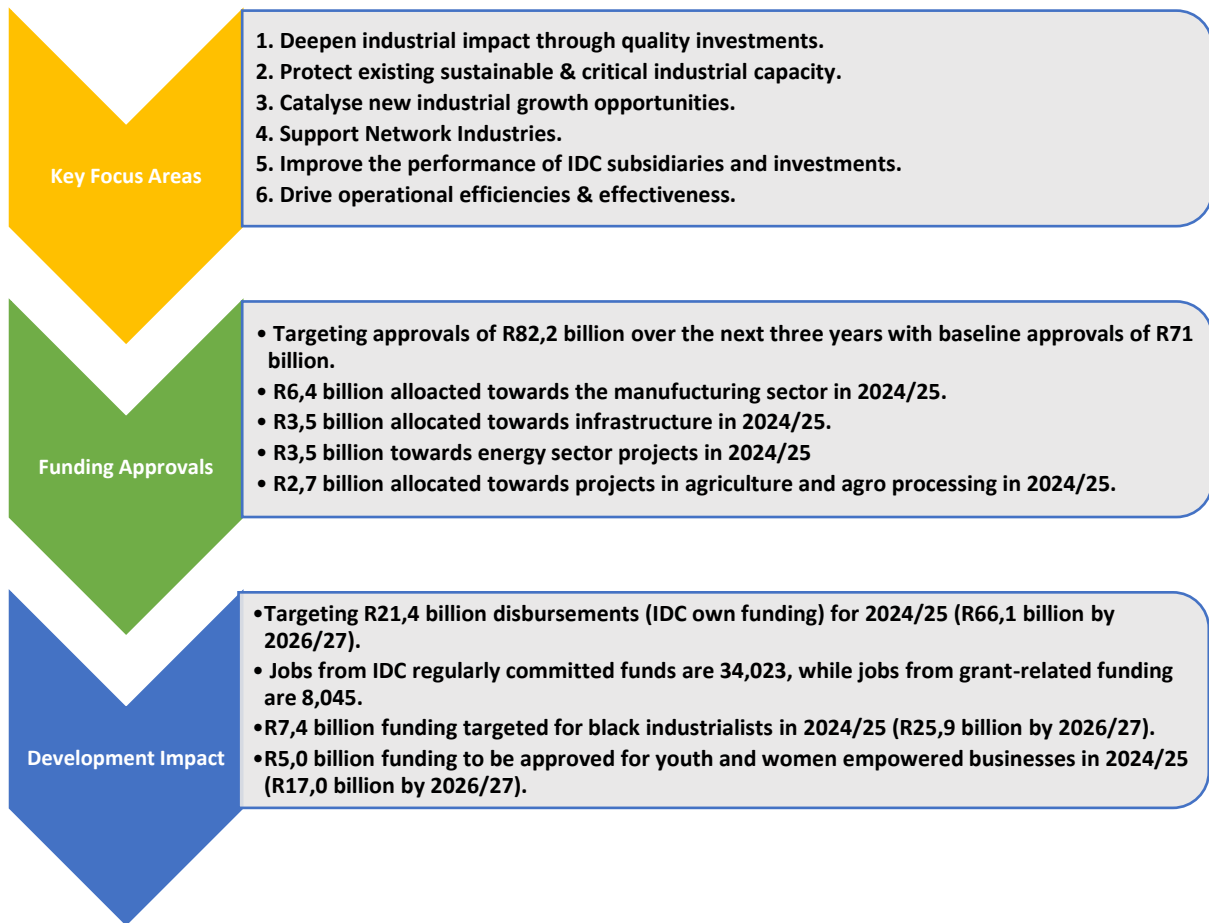 Key Focus Areas
1. Deepen industrial impact through quality investments.
2. Protect existing sustainable & critical industrial capacity.
3. Catalyse new industrial growth opportunities.
4. Support Network Industries.
5. Improve the performance of IDC subsidiaries and investments.
6. Drive operational efficiencies & effectiveness.
Funding Approvals
• Targeting approvals of R82,2 billion over the next three years with baseline approvals of R71
billion.
• R6,4 billion alloacted towards the manufucturing sector in 2024/25.
• R3,5 billion allocated towards infrastructure in 2024/25.
• R3,5 billion towards energy sector projects in 2024/25
• R2,7 billion allocated towards projects in agriculture and agro processing in 2024/25.
Development Impact
•Targeting R21,4 billion disbursements (IDC own funding) for 2024/25 (R66,1 billion by
2026/27).
• Jobs from IDC regularly committed funds are 34,023, while jobs from grant-related funding
are 8,045.
•R7,4 billion funding targeted for black industrialists in 2024/25 (R25,9 billion by 2026/27).
•R5,0 billion funding to be approved for youth and women empowered businesses in 2024/25
(R17,0 billion by 2026/27).